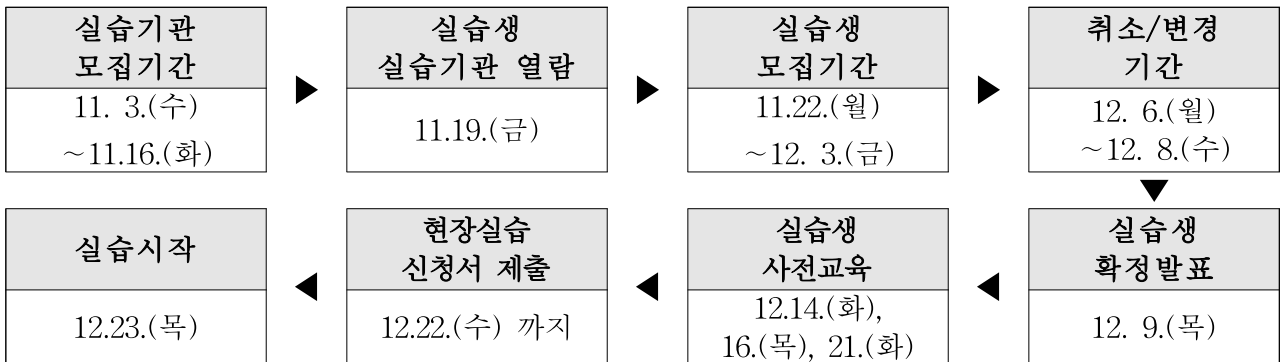 실습기관
모집기간
11. 3.(수)
~11.16.(화)
실습생
실습기관 열람
11.19.(금)
실습생
모집기간
11.22.(월)
~12. 3.(금)
취소/변경
기간
12. 6.(월)
~12. 8.(수)
실습생
확정발표
12. 9.(목)
실습생
사전교육
12.14.(화),
16.(목), 21.(화)
현장실습
신청서 제출
12.22.(수) 까지
실습시작
12.23.(목)